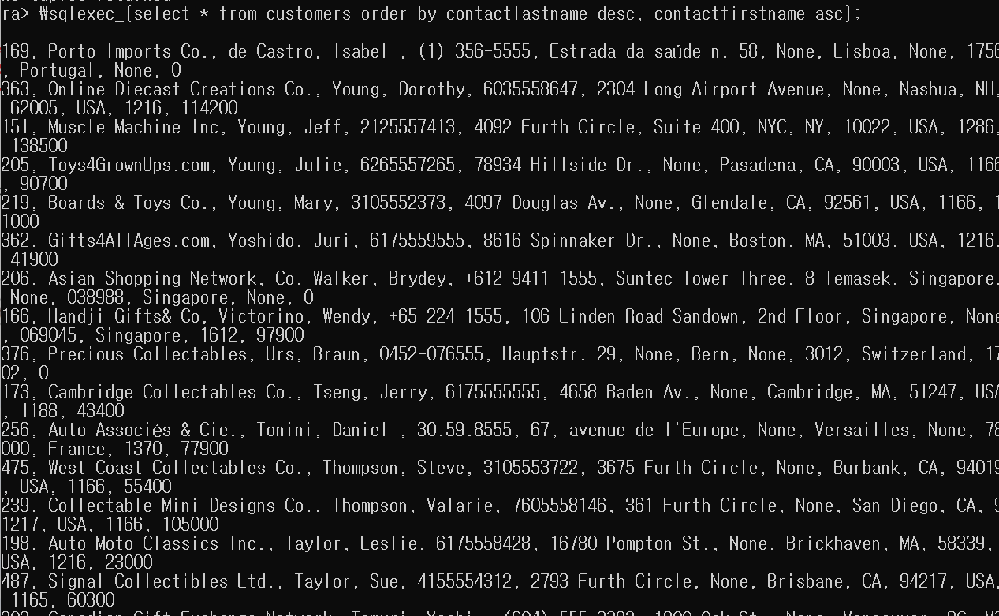 no tuples returned
ra> ₩sqlexec_{select * from customers order by contactlastname desc, contactfirstname asc};
----------------------------------------------------------------------
169, Porto Imports Co., de Castro, Isabel , (1) 356-5555, Estrada da saúde n. 58, None, Lisboa, None, 1756
, Portugal, None, 0
363, Online Diecast Creations Co., Young, Dorothy, 6035558647, 2304 Long Airport Avenue, None, Nashua, NH,
62005, USA, 1216, 114200
151, Muscle Machine Inc, Young, Jeff, 2125557413, 4092 Furth Circle, Suite 400, NYC, NY, 10022, USA, 1286,
138500
205, Toys4GrownUps.com, Young, Julie, 6265557265, 78934 Hillside Dr., None, Pasadena, CA, 90003, USA, 1166
, 90700
219, Boards & Toys Co., Young, Mary, 3105552373, 4097 Douglas Av., None, Glendale, CA, 92561, USA, 1166, 1
1000
362, Gifts4AllAges.com, Yoshido, Juri, 6175559555, 8616 Spinnaker Dr., None, Boston, MA, 51003, USA, 1216,
41900
206, Asian Shopping Network, Co, Walker, Brydey, +612 9411 1555, Suntec Tower Three, 8 Temasek, Singapore,
None, 038988, Singapore, None, 0
166, Handji Gifts& Co, Victorino, Wendy, +65 224 1555, 106 Linden Road Sandown, 2nd Floor, Singapore, None
, 069045, Singapore, 1612, 97900
376, Precious Collectables, Urs, Braun, 0452-076555, Hauptstr. 29, None, Bern, None, 3012, Switzerland, 17
02, 0
173, Cambridge Collectables Co., Tseng, Jerry, 6175555555, 4658 Baden Av., None, Cambridge, MA, 51247, USA
, 1188, 43400
256, Auto Associés & Cie., Tonini, Daniel , 30.59.8555, 67, avenue de l'Europe, None, Versailles, None, 78
000, France, 1370, 77900
475, West Coast Collectables Co., Thompson, Steve, 3105553722, 3675 Furth Circle, None, Burbank, CA, 94019
, USA, 1166, 55400
239, Collectable Mini Designs Co., Thompson, Valarie, 7605558146, 361 Furth Circle, None, San Diego, CA, 9
1217, USA, 1166, 105000
198, Auto-Moto Classics Inc., Taylor, Leslie, 6175558428, 16780 Pompton St., None, Brickhaven, MA, 58339,
USA, 1216, 23000
487, Signal Collectibles Ltd., Taylor, Sue, 4155554312, 2793 Furth Circle, None, Brisbane, CA, 94217, USA,
1165, 60300